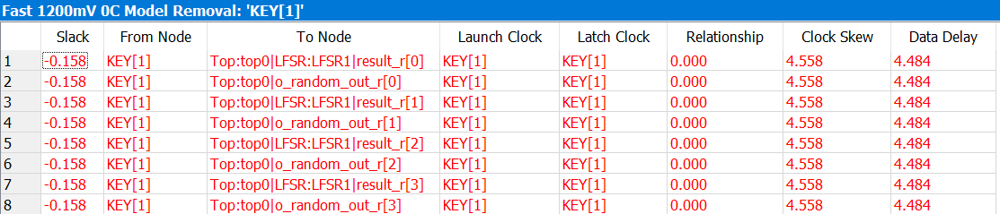 Fast 1200mV 0C Model Removal: 'KEY[1]'
Slack From Node To Node Launch Clock Latch Clock Relationship Clock Skew Data Delay
1 -0.158 KEY[1] Top:top0|LFSR:LFSR1|result_r[0] KEY[1] KEY[1] 0.000 4.558 4.484
2 -0.158 KEY[1] Top:top0|o_random_out_r[0] KEY[1] KEY[1] 0.000 4.558 4.484
3 -0.158 KEY[1] Top:top0|LFSR:LFSR1|result_r[1] KEY[1] KEY[1] 0.000 4.558 4.484
4 -0.158 KEY[1] Top:top0|o_random_out_r[1] KEY[1] KEY[1] 0.000 4.558 4.484
5 -0.158 KEY[1] Top:top0|LFSR:LFSR1|result_r[2] KEY[1] KEY[1] 0.000 4.558 4.484
6 -0.158 KEY[1] Top:top0|o_random_out_r[2] KEY[1] KEY[1] 0.000 4.558 4.484
7 -0.158 KEY[1] Top:top0|LFSR:LFSR1|result_r[3] KEY[1] KEY[1] 0.000 4.558 4.484
8 -0.158 KEY[1] Top:top0|o_random_out_r[3] KEY[1] KEY[1] 0.000 4.558 4.484